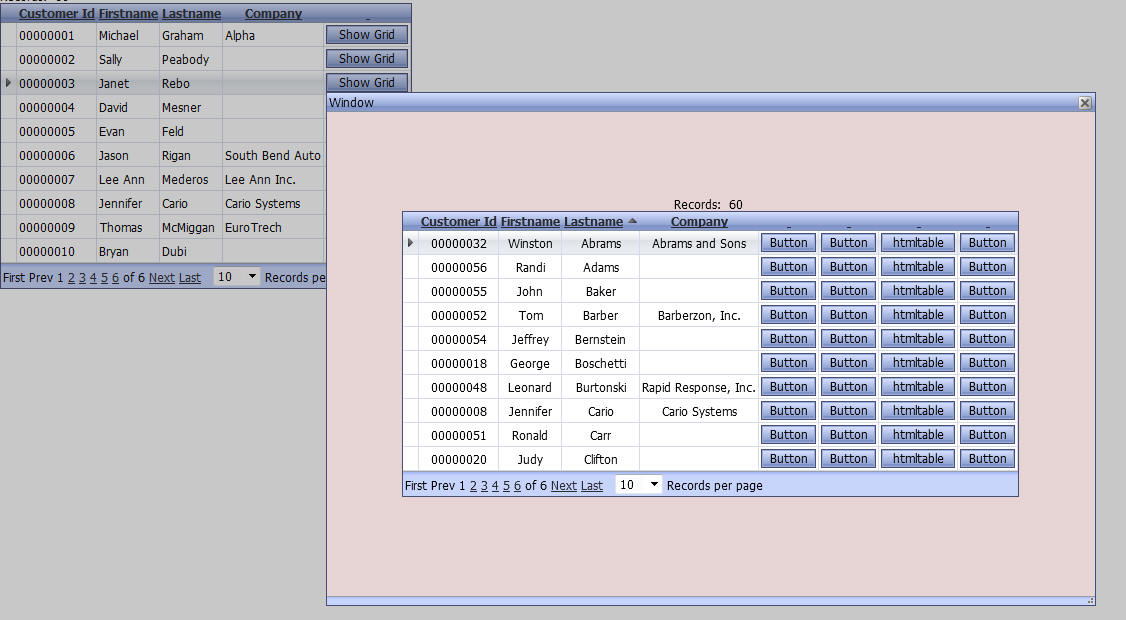 Customer Id Firstname Lastname Company
00000001 Michael Graham Alpha Show Grid
00000002 Sally Peabody Show Grid
00000003 Janet Rebo Show Grid
00000004 David Mesner
00000005 Evan Feld
00000006 Jason Rigan South Bend Auto
00000007 Lee Ann Mederos Lee Ann Inc.
00000008 Jennifer Cario Cario Systems
00000009 Thomas McMiggan EuroTech
00000010 Bryan Dubi
First Prev 1 2 3 4 5 6 of 6 Next Last 10 Records pe
Window
Records: 60
Customer Id Firstname Lastname Company
00000032 Winston Abrams Abrams and Sons Button Button htmltable Button
00000056 Randi Adams Button Button htmltable Button
00000055 John Baker Button Button htmltable Button
00000052 Tom Barber Barberzon, Inc. Button Button htmltable Button
00000054 Jeffrey Bernstein Button Button htmltable Button
00000018 George Boschetti Button Button htmltable Button
00000048 Leonard Burtonski Rapid Response, Inc. Button Button htmltable Button
00000008 Jennifer Cario Cario Systems Button Button htmltable Button
00000051 Ronald Carr Button Button htmltable Button
00000020 Judy Clifton Button Button htmltable Button
First Prev 1 2 3 4 5 6 of 6 Next Last 10 Records per page